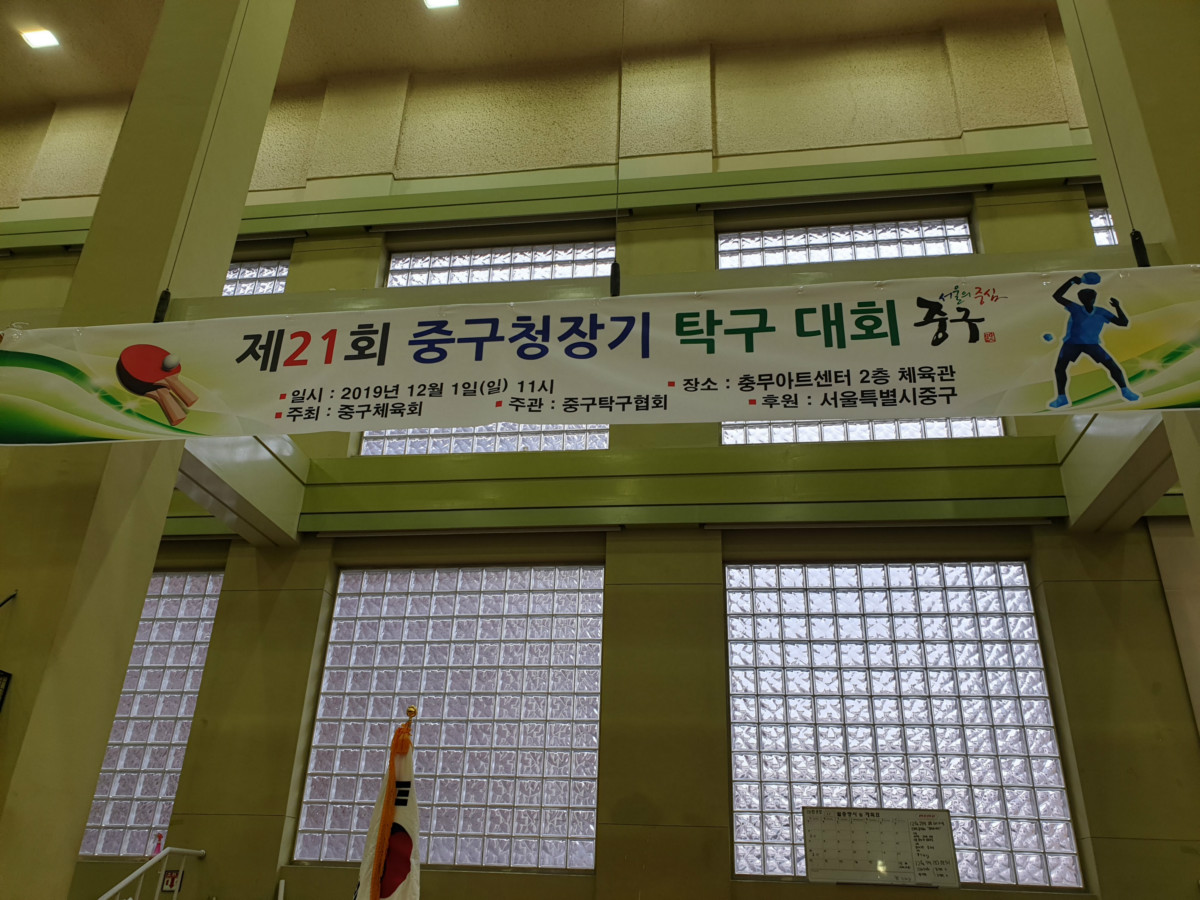 제21회 중구청장기 탁구 대회
서울의 중심
중구
일시 : 2019년 12월 1일(일) 11시
장소 : 충무아트센터 2층 체육관
주최 : 중구체육회
주관 : 중구탁구협회
후원 : 서울특별시중구